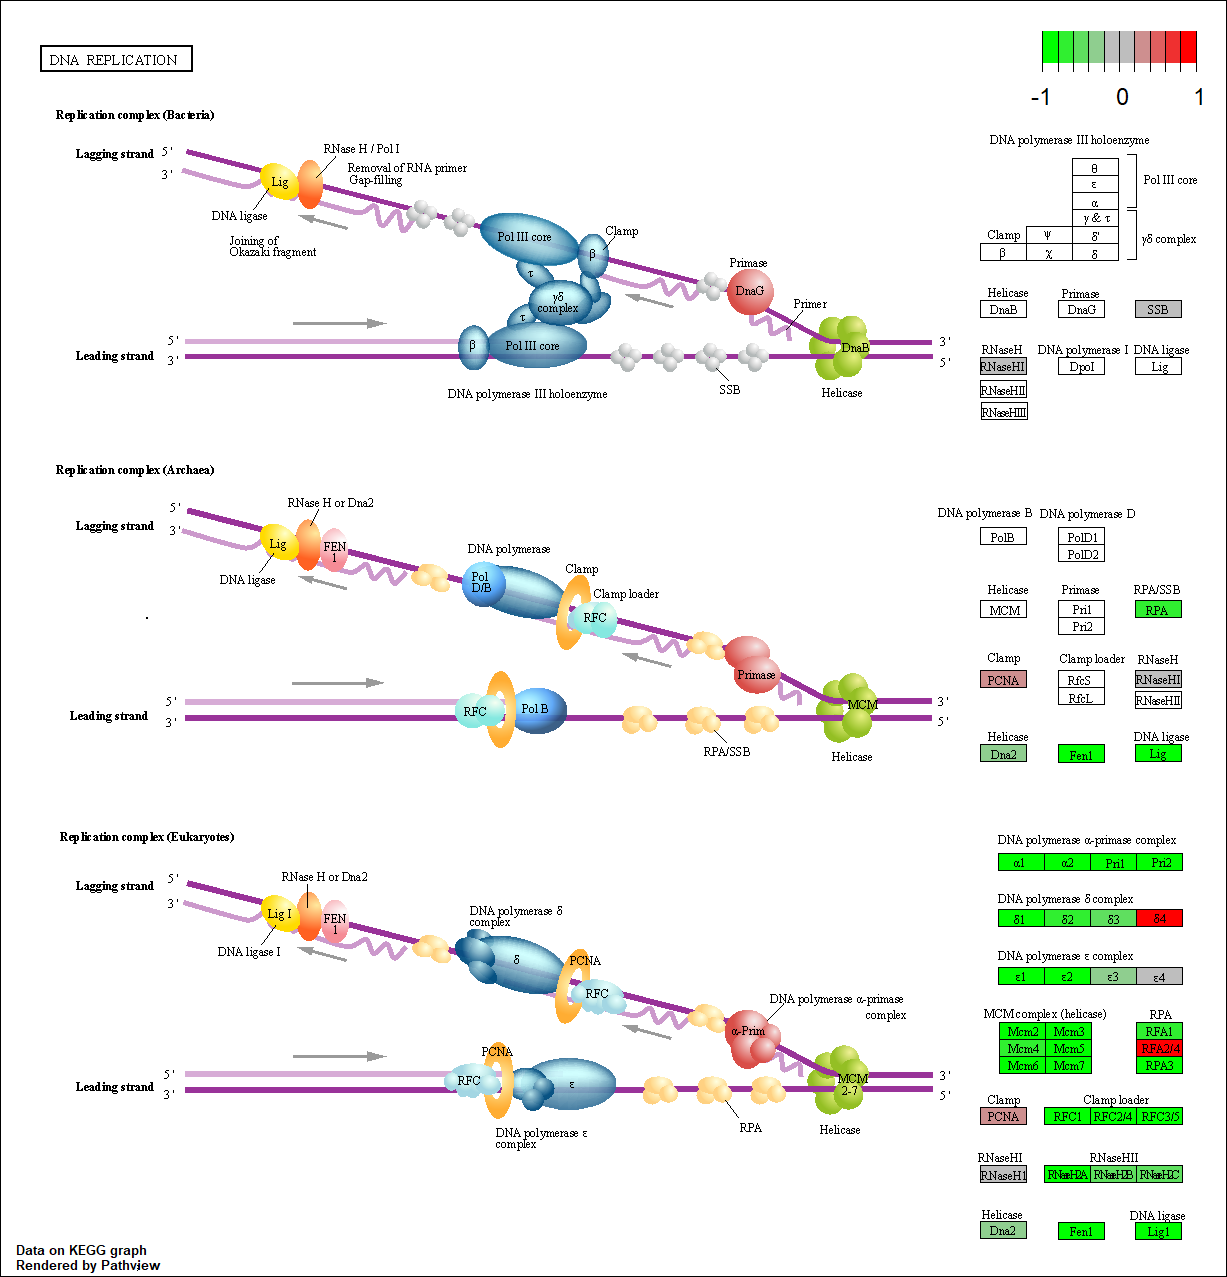 DNA REPLICATION
-1 0 1
Replication complex (Bacteria)
Lagging strand
5'
3'
Lig
RNase H / Pol I
Removal of RNA primer
Gap-filling
DNA ligase
Joining of
Okazaki fragment
Pol III core
Clamp
β
τ
γδ
complex
τ
Primase
DnaG
Primer
Leading strand
5'
3'
β
Pol III core
DNA polymerase III holoenzyme
SSB
DnaB
Helicase
3'
5'
DNA polymerase III holoenzyme
θ
ε
α
Pol III core
γ & τ
Clamp
ψ
δ'
β
χ
δ
γδ complex
Helicase
DnaB
Primase
DnaG
SSB
RNaseH
RNaseHI
RNaseHII
RNaseHIII
DNA polymerase I
DpoI
DNA ligase
Lig
Replication complex (Archaea)
Lagging strand
5'
3'
Lig
RNase H or Dna2
FEN
1
DNA ligase
DNA polymerase
Pol
D/B
Clamp
Clamp loader
RFC
Primase
Leading strand
5'
3'
RFC
Pol B
RPA/SSB
MCM
Helicase
3'
5'
DNA polymerase B
PolB
DNA polymerase D
PolD1
PolD2
Helicase
MCM
Primase
Pri1
Pri2
RPA/SSB
RPA
Clamp
PCNA
Clamp loader
RfcS
RfcL
RNaseH
RNaseHI
RNaseHII
Helicase
Dna2
Fen1
DNA ligase
Lig
Replication complex (Eukaryotes)
Lagging strand
5'
3'
Lig I
RNase H or Dna2
FEN
1
DNA ligase I
DNA polymerase δ
complex
δ
PCNA
RFC
DNA polymerase α-primase
complex
α-Prim
Leading strand
5'
3'
RFC
PCNA
ε
DNA polymerase ε
complex
RPA
MCM
2-7
Helicase
3'
5'
DNA polymerase α-primase complex
α1 α2 Pri1 Pri2
DNA polymerase δ complex
δ1 δ2 δ3 δ4
DNA polymerase ε complex
ε1 ε2 ε3 ε4
MCM complex (helicase)
Mcm2 Mcm3
Mcm4 Mcm5
Mcm6 Mcm7
RPA
RFA1
RFA2/4
RPA3
Clamp
PCNA
Clamp loader
RFC1 RFC2/4 RFC3/5
RNaseHI
RNaseH1
RNaseHII
RNaseH2A RNaseH2B RNaseH2C
Helicase
Dna2
Fen1
DNA ligase
Lig1
Data on KEGG graph
Rendered by Pathview